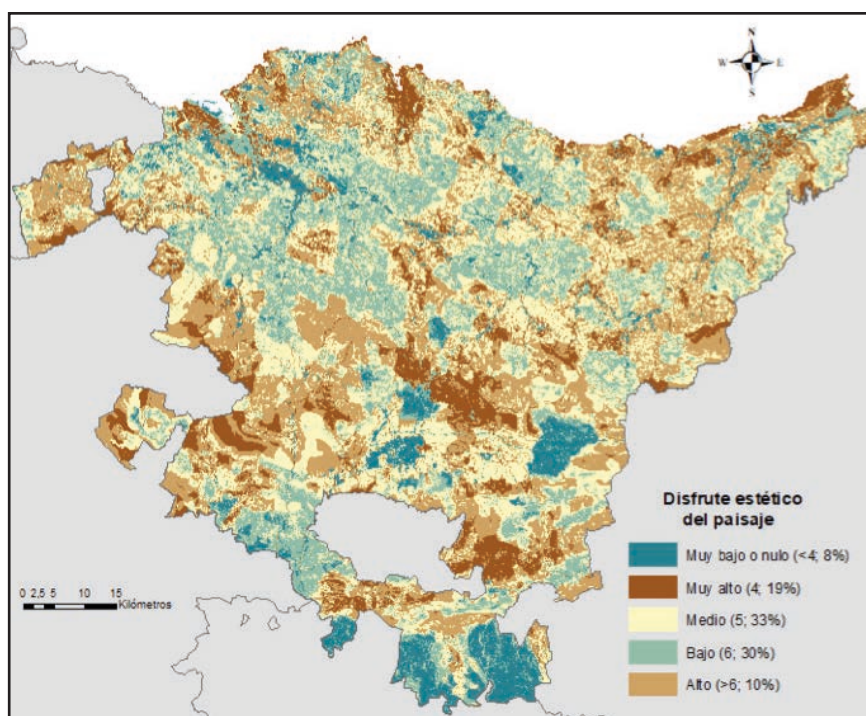 N
W E
S
Disfrute estético
del paisaje
Muy bajo o nulo (<4; 8%)
Muy alto (4; 19%)
Medio (5; 33%)
Bajo (6; 30%)
Alto (>6; 10%)
0 2,5 5 10 15
Kilómetros